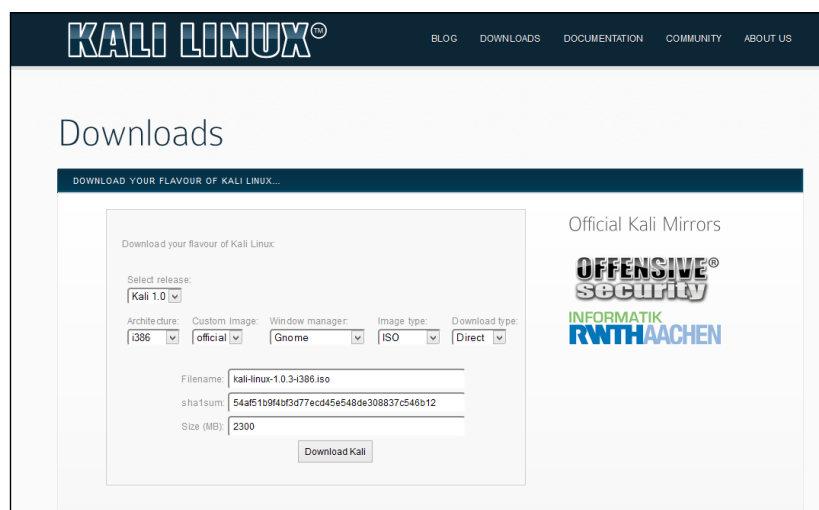 KALI LINUX™®
BLOG DOWNLOADS DOCUMENTATION COMMUNITY ABOUT US
Downloads
DOWNLOAD YOUR FLAVOUR OF KALI LINUX...
Download your flavour of Kali Linux:
Select release:
Kali 1.0
Architecture: Custom Image: Window manager: Image type: Download type:
i386 official Gnome ISO Direct
Filename: kali-linux-1.0.3-i386.iso
sha1sum: 54af51b9f4bf3d77ecd45e548de308837c546b12
Size (MB): 2300
Download Kali
Official Kali Mirrors
OFFENSIVE®
security
INFORMATIK
RWTHAACHEN